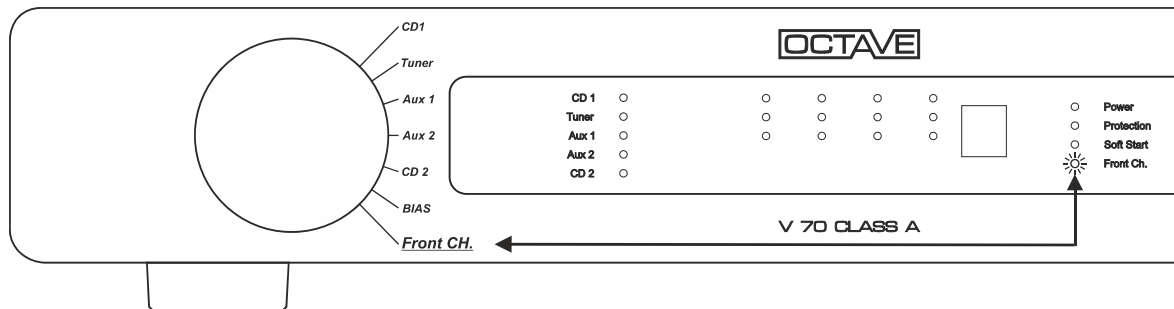 CD1
Tuner
Aux 1
Aux 2
CD 2
BIAS
Front CH.
OCTAVE
CD 1
Tuner
Aux 1
Aux 2
CD 2
Power
Protection
Soft Start
Front Ch.
V 70 CLASS A